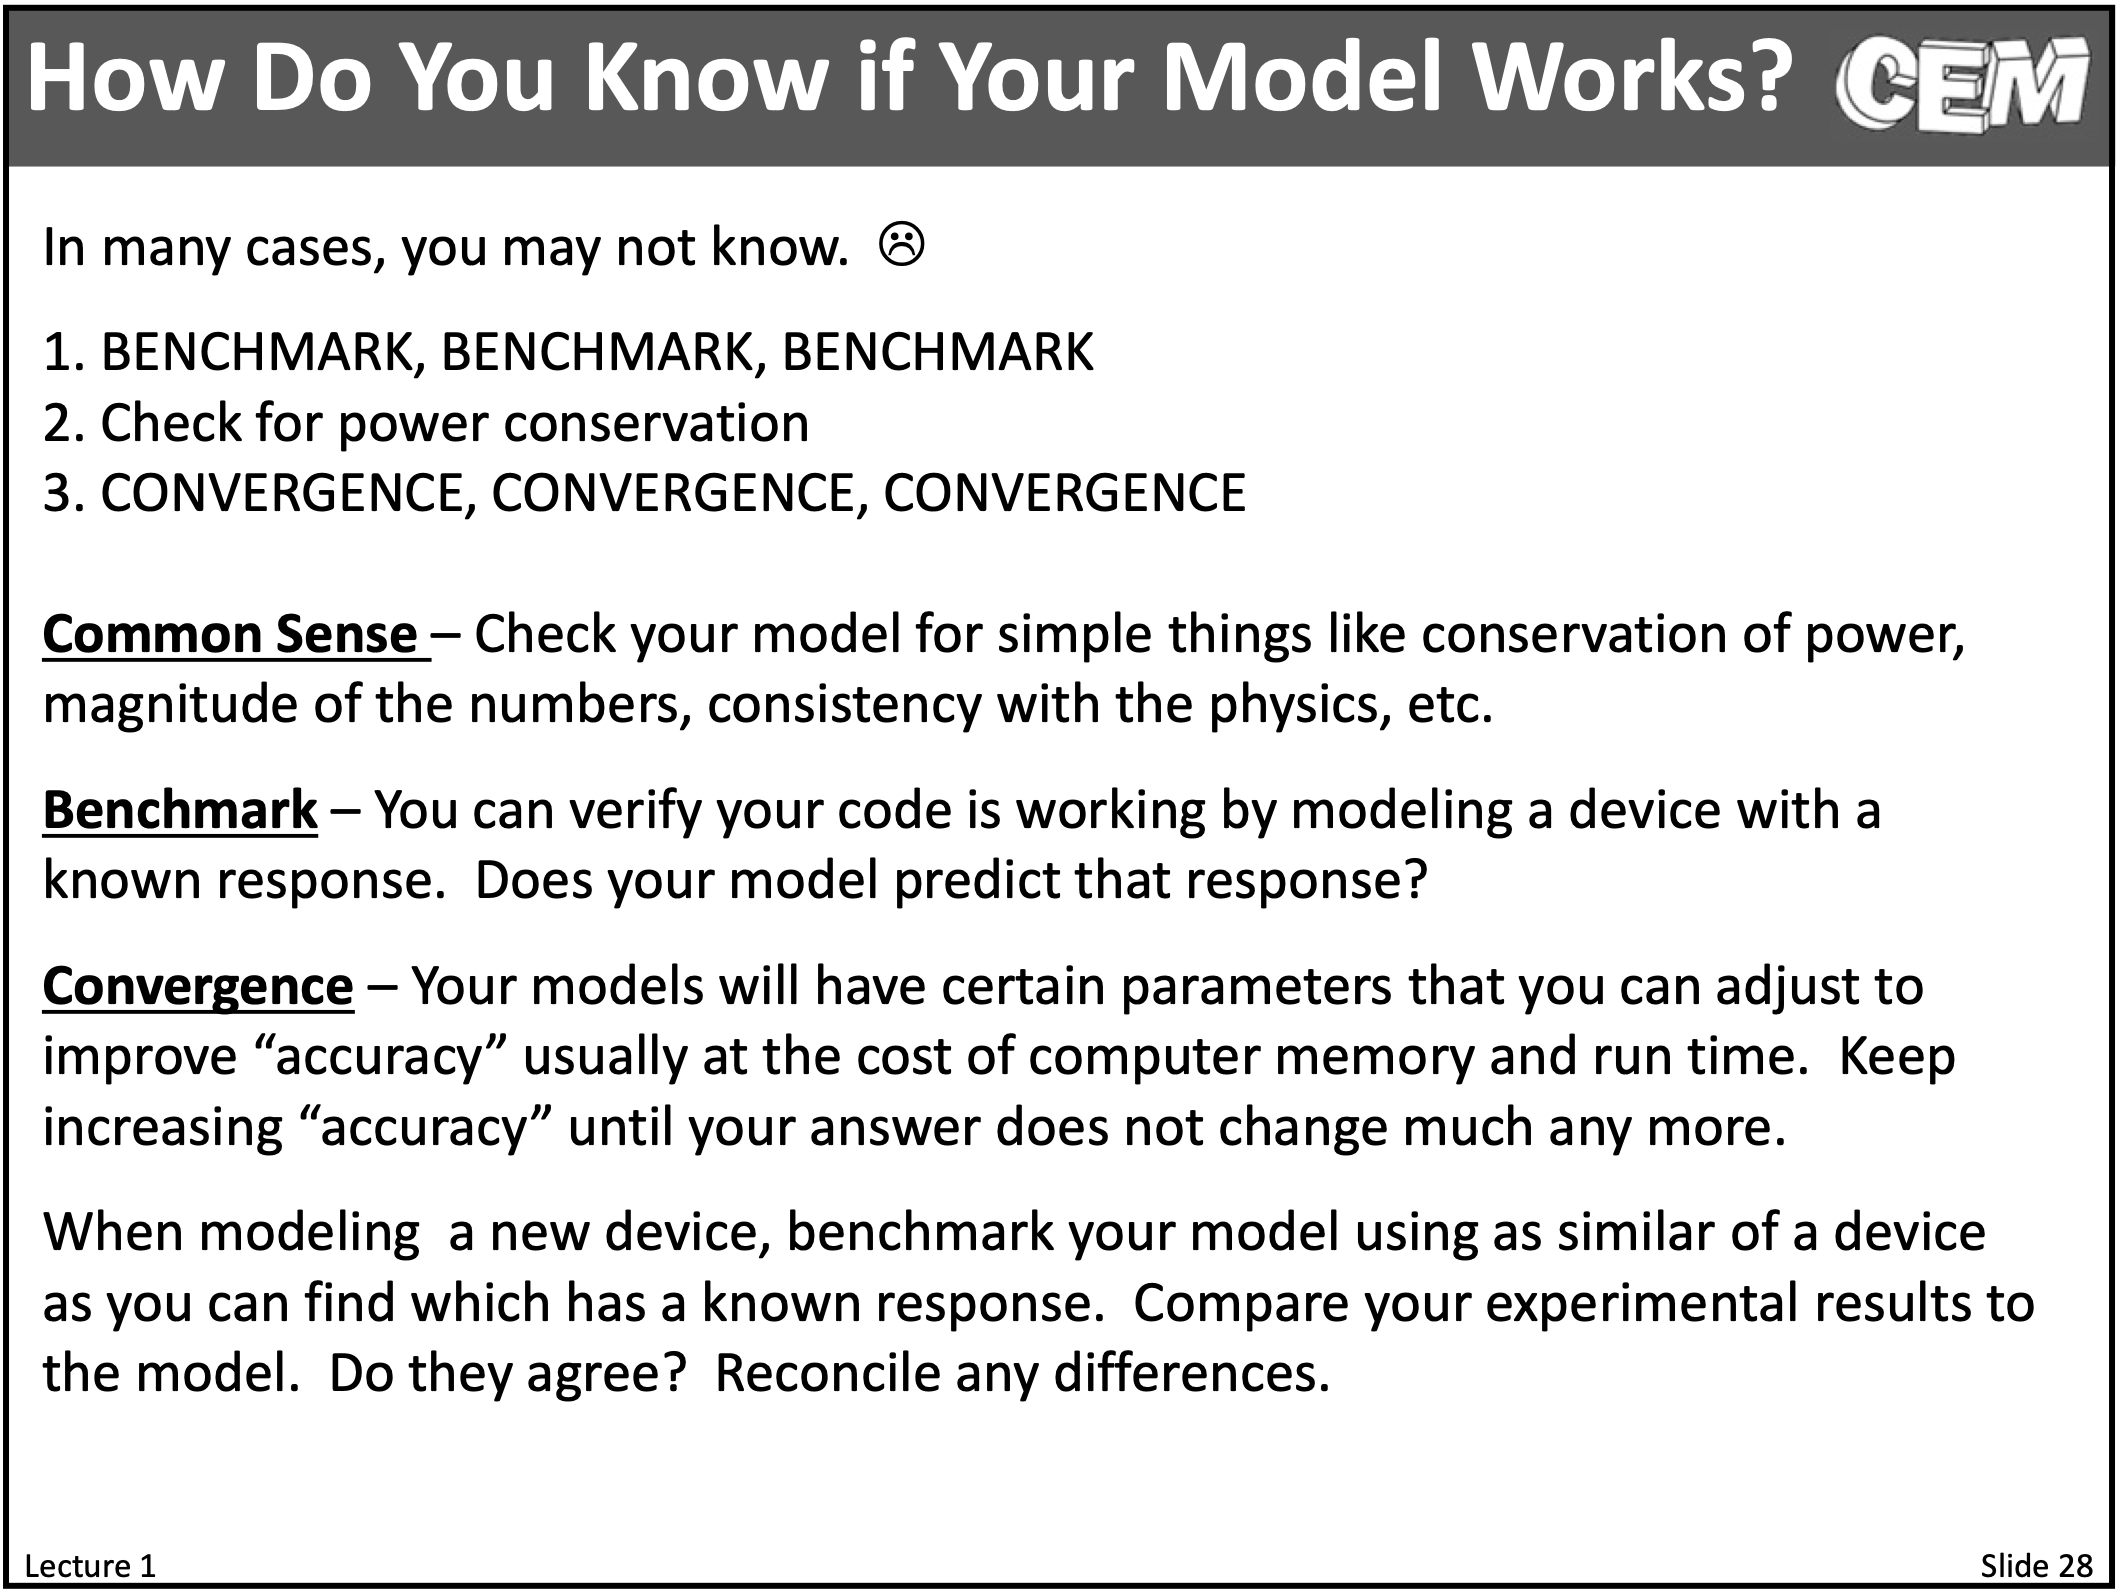 How Do You Know if Your Model Works?
CEM
In many cases, you may not know. ☹
1. BENCHMARK, BENCHMARK, BENCHMARK
2. Check for power conservation
3. CONVERGENCE, CONVERGENCE, CONVERGENCE
Common Sense – Check your model for simple things like conservation of power,
magnitude of the numbers, consistency with the physics, etc.
Benchmark – You can verify your code is working by modeling a device with a
known response.  Does your model predict that response?
Convergence – Your models will have certain parameters that you can adjust to
improve “accuracy” usually at the cost of computer memory and run time.  Keep
increasing “accuracy” until your answer does not change much any more.
When modeling  a new device, benchmark your model using as similar of a device
as you can find which has a known response.  Compare your experimental results to
the model.  Do they agree?  Reconcile any differences.
Lecture 1
Slide 28